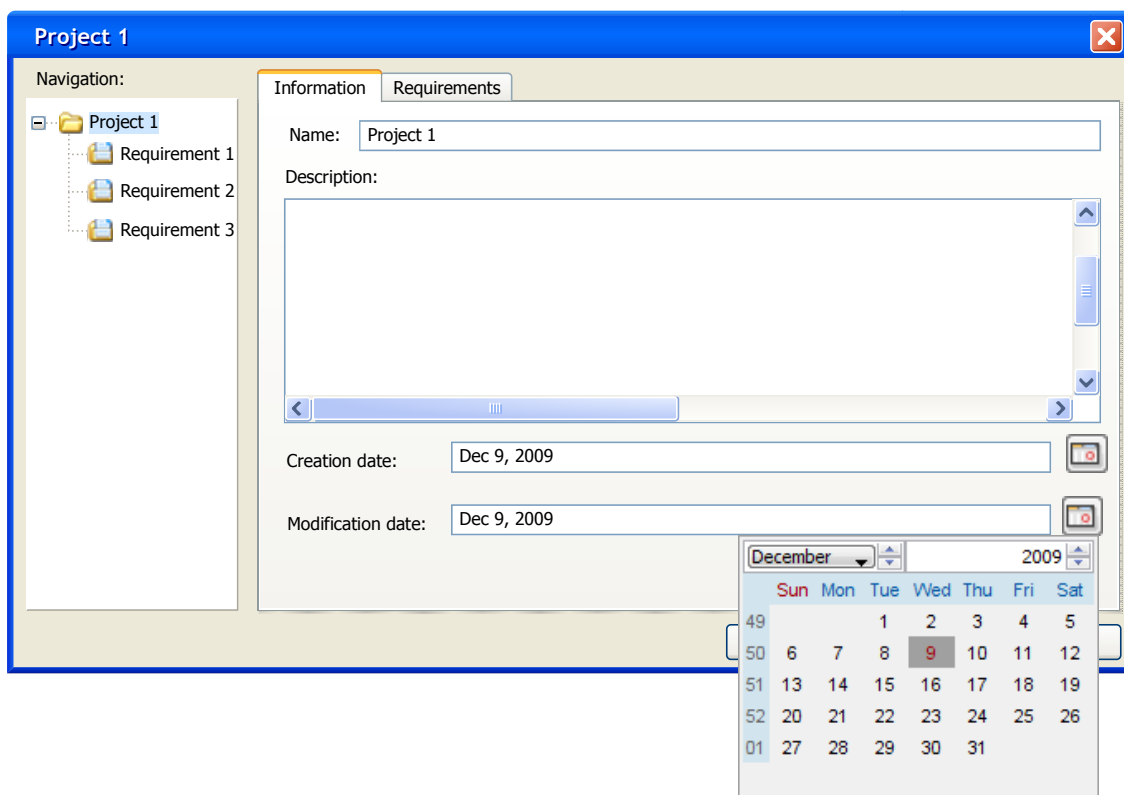 Project 1
Navigation:
Project 1
Requirement 1
Requirement 2
Requirement 3
Information Requirements
Name: Project 1
Description:
Creation date: Dec 9, 2009
Modification date: Dec 9, 2009
December 2009
Sun Mon Tue Wed Thu Fri Sat
49 1 2 3 4 5
50 6 7 8 9 10 11 12
51 13 14 15 16 17 18 19
52 20 21 22 23 24 25 26
01 27 28 29 30 31